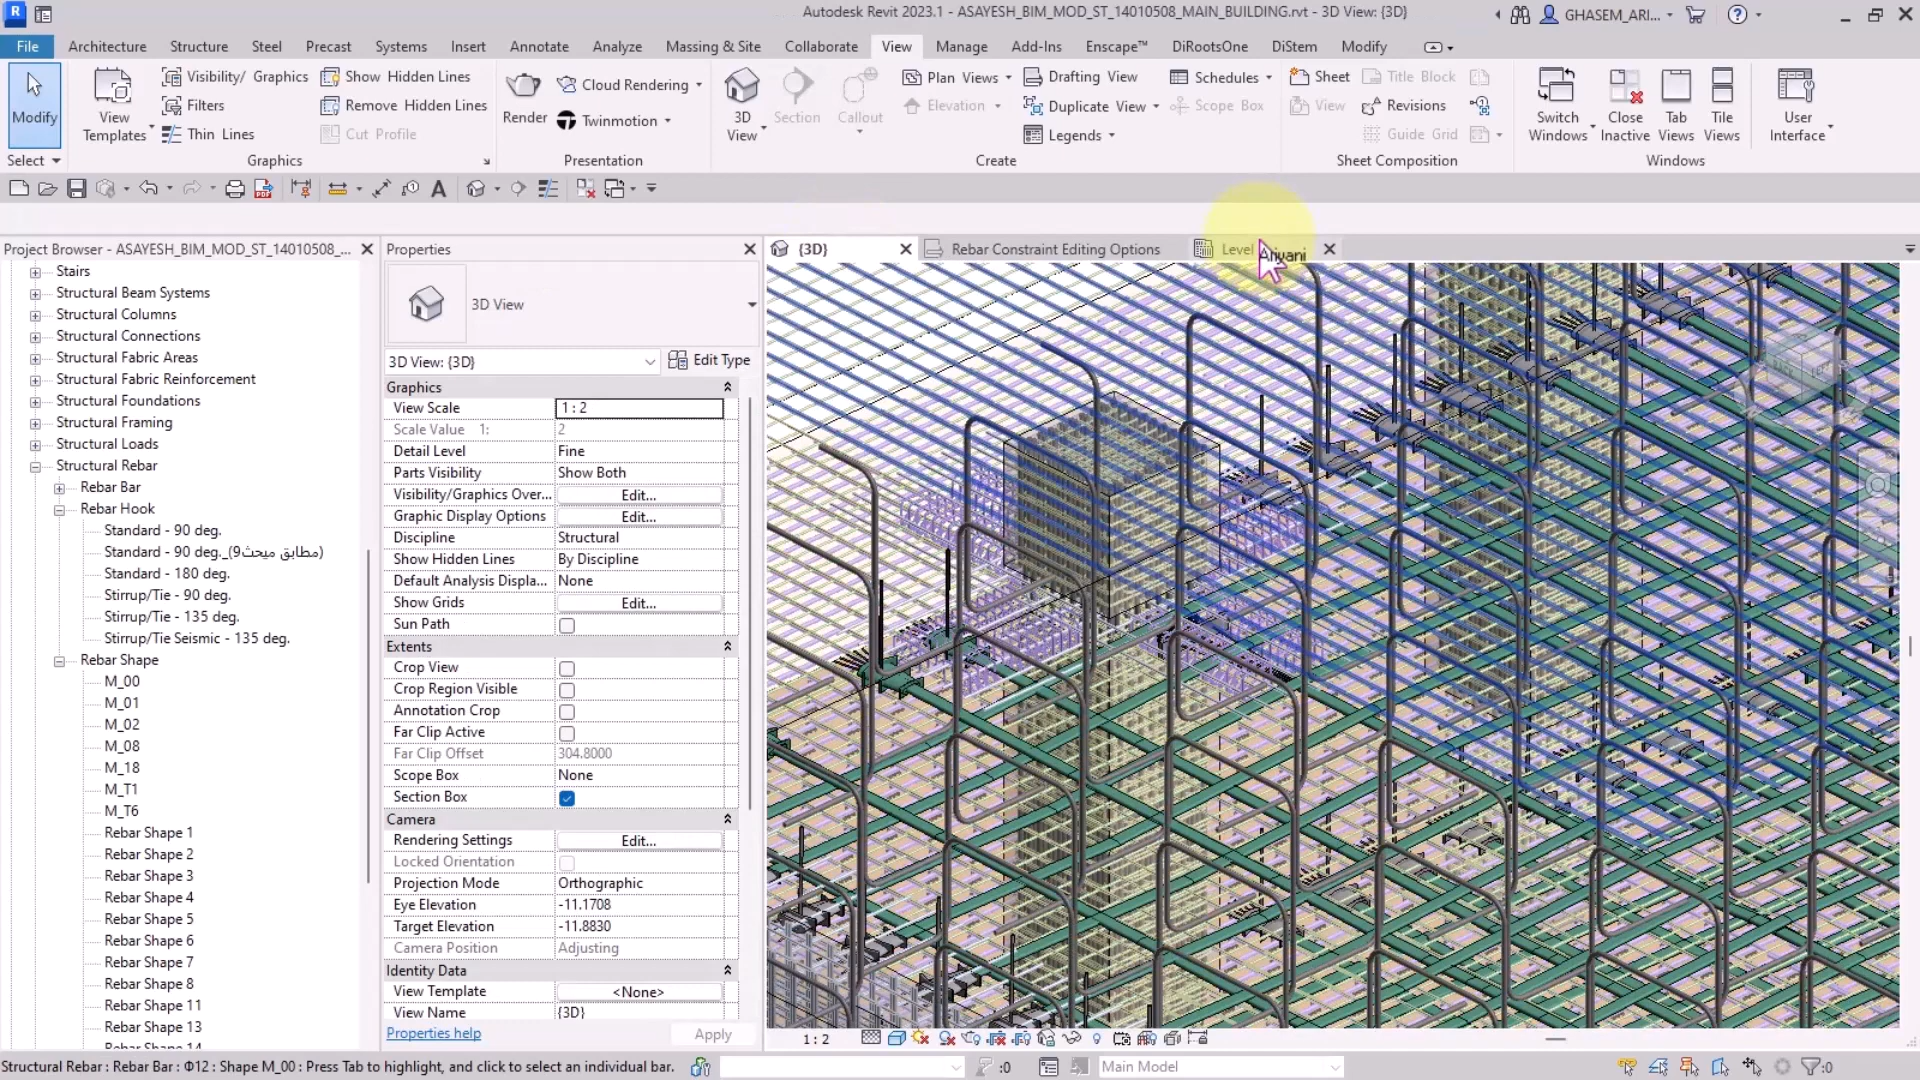 Autodesk Revit 2023.1 - ASAYESH_BIM_MOD_ST_14010508_MAIN_BUILDING.rvt - 3D View: {3D}
GHASEM_ARI...
File Architecture Structure Steel Precast Systems Insert Annotate Analyze Massing & Site Collaborate View Manage Add-Ins Enscape™ DiRootsOne DiStem Modify
Modify
View Templates
Visibility/ Graphics
Filters
Thin Lines
Show Hidden Lines
Remove Hidden Lines
Cut Profile
Render
Cloud Rendering
Twinmotion
3D View
Section
Callout
Plan Views
Elevation
Drafting View
Duplicate View
Legends
Schedules
Scope Box
Sheet
View
Title Block
Revisions
Guide Grid
Switch Windows
Close Inactive
Tab Views
Tile Views
User Interface
Select
Graphics
Presentation
Create
Sheet Composition
Windows
Project Browser - ASAYESH_BIM_MOD_ST_14010508_...
Stairs
Structural Beam Systems
Structural Columns
Structural Connections
Structural Fabric Areas
Structural Fabric Reinforcement
Structural Foundations
Structural Framing
Structural Loads
Structural Rebar
Rebar Bar
Rebar Hook
Standard - 90 deg.
Standard - 90 deg._(مطابق میحث9)
Standard - 180 deg.
Stirrup/Tie - 90 deg.
Stirrup/Tie - 135 deg.
Stirrup/Tie Seismic - 135 deg.
Rebar Shape
M_00
M_01
M_02
M_08
M_18
M_T1
M_T6
Rebar Shape 1
Rebar Shape 2
Rebar Shape 3
Rebar Shape 4
Rebar Shape 5
Rebar Shape 6
Rebar Shape 7
Rebar Shape 8
Rebar Shape 11
Rebar Shape 13
Rebar Shape 14
Properties
3D View
3D View: {3D}
Edit Type
Graphics
View Scale 1 : 2
Scale Value 1: 2
Detail Level Fine
Parts Visibility Show Both
Visibility/Graphics Over... Edit...
Graphic Display Options Edit...
Discipline Structural
Show Hidden Lines By Discipline
Default Analysis Displa... None
Show Grids Edit...
Sun Path
Extents
Crop View
Crop Region Visible
Annotation Crop
Far Clip Active
Far Clip Offset 304.8000
Scope Box None
Section Box
Camera
Rendering Settings Edit...
Locked Orientation
Projection Mode Orthographic
Eye Elevation -11.1708
Target Elevation -11.8830
Camera Position Adjusting
Identity Data
View Template <None>
View Name {3D}
Properties help
Apply
{3D}
Rebar Constraint Editing Options
Level
Ariyani
1 : 2
Structural Rebar : Rebar Bar : Φ12 : Shape M_00 : Press Tab to highlight, and click to select an individual bar.
:0
Main Model
:0